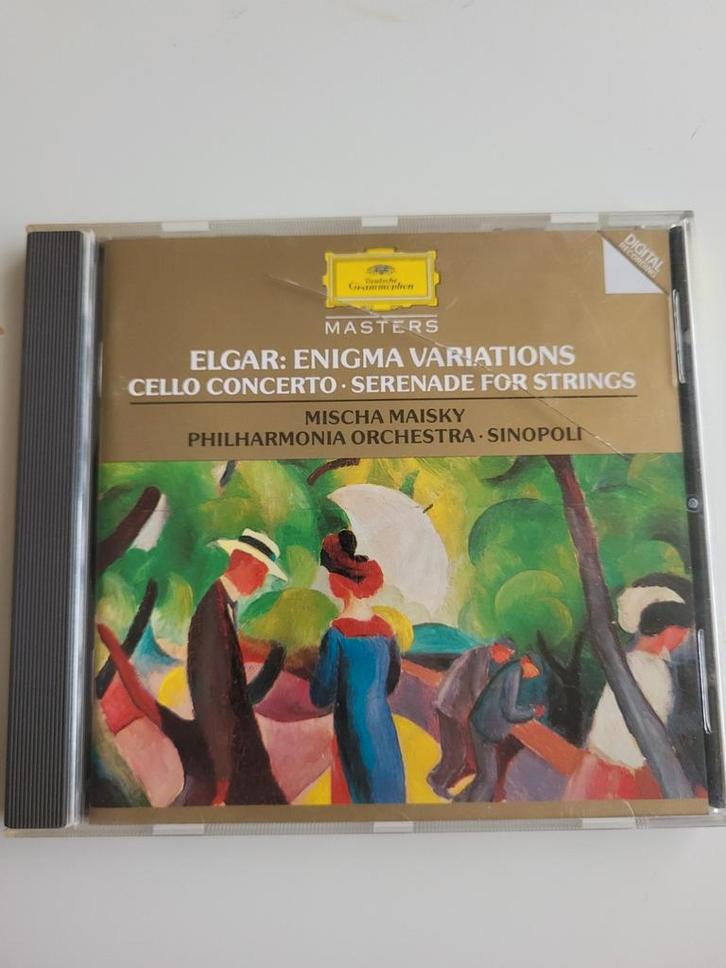 Deutsche
Grammophon
DIGITAL
RECORDING
MASTERS
ELGAR: ENIGMA VARIATIONS
CELLO CONCERTO · SERENADE FOR STRINGS
MISCHA MAISKY
PHILHARMONIA ORCHESTRA · SINOPOLI